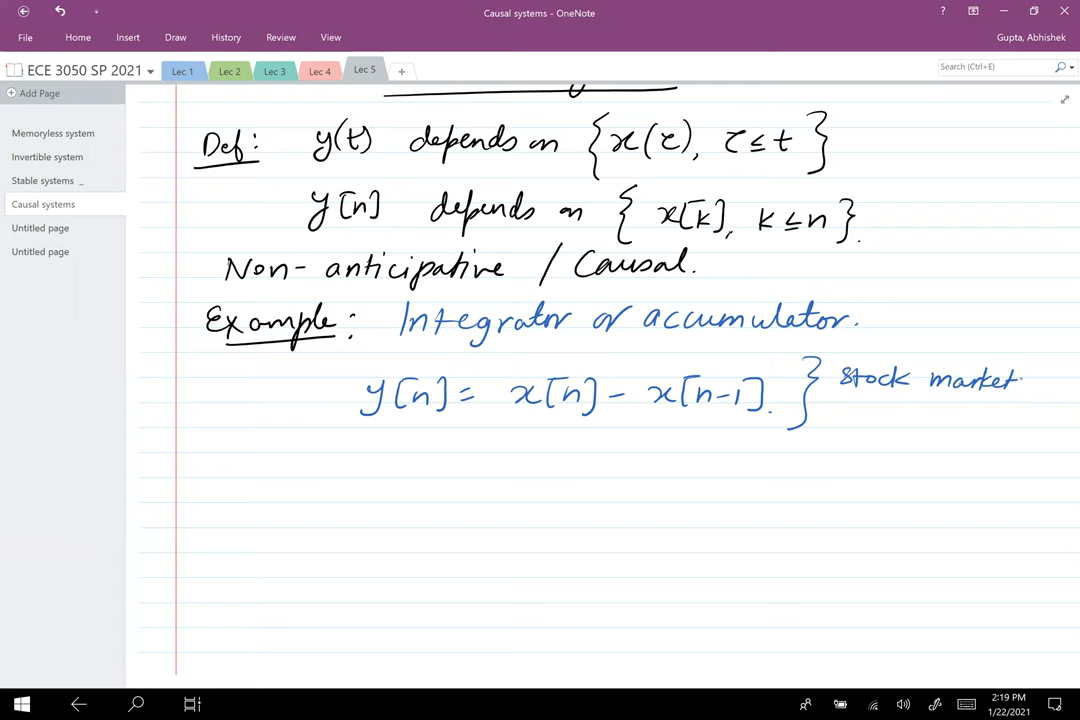 Causal systems - OneNote
?
File Home Insert Draw History Review View
Gupta, Abhishek
ECE 3050 SP 2021
Lec 1
Lec 2
Lec 3
Lec 4
Lec 5
+
Search (Ctrl+E)
Add Page
Memoryless system
Invertible system
Stable systems _
Causal systems
Untitled page
Untitled page
Def: y(t) depends on {x(τ), τ≤t}
y[n] depends on {x[k], k≤n}.
Non-anticipative / Causal.
Example: Integrator or accumulator.
y[n] = x[n] - x[n-1]. } stock market.
2:19 PM
1/22/2021